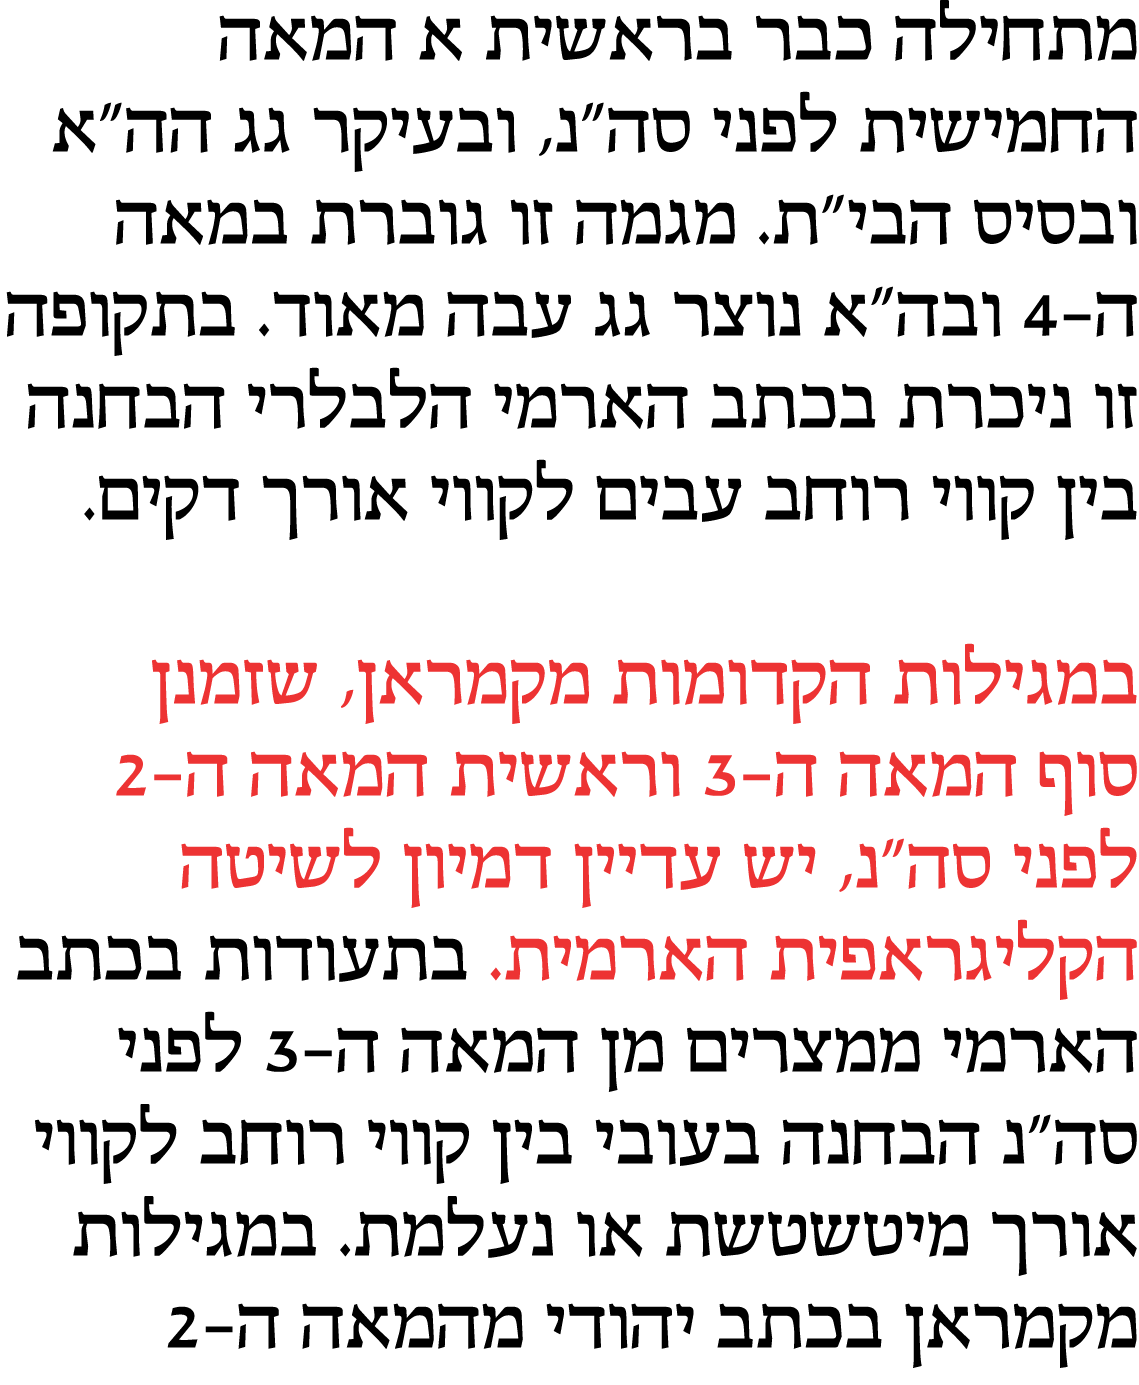 מתחילה כבר בראשית א המאה
החמישית לפני סה"נ, ובעיקר גג הה"א
ובסיס הבי"ת. מגמה זו גוברת במאה
ה-4 ובה"א נוצר גג עבה מאוד. בתקופה
זו ניכרת בכתב הארמי הלבלרי הבחנה
בין קווי רוחב עבים לקווי אורך דקים.
במגילות הקדומות מקמראן, שזמנן
סוף המאה ה-3 וראשית המאה ה-2
לפני סה"נ, יש עדיין דמיון לשיטה
הקליגראפית הארמית. בתעודות בכתב
הארמי ממצרים מן המאה ה-3 לפני
סה"נ הבחנה בעובי בין קווי רוחב לקווי
אורך מיטשטשת או נעלמת. במגילות
מקמראן בכתב יהודי מהמאה ה-2